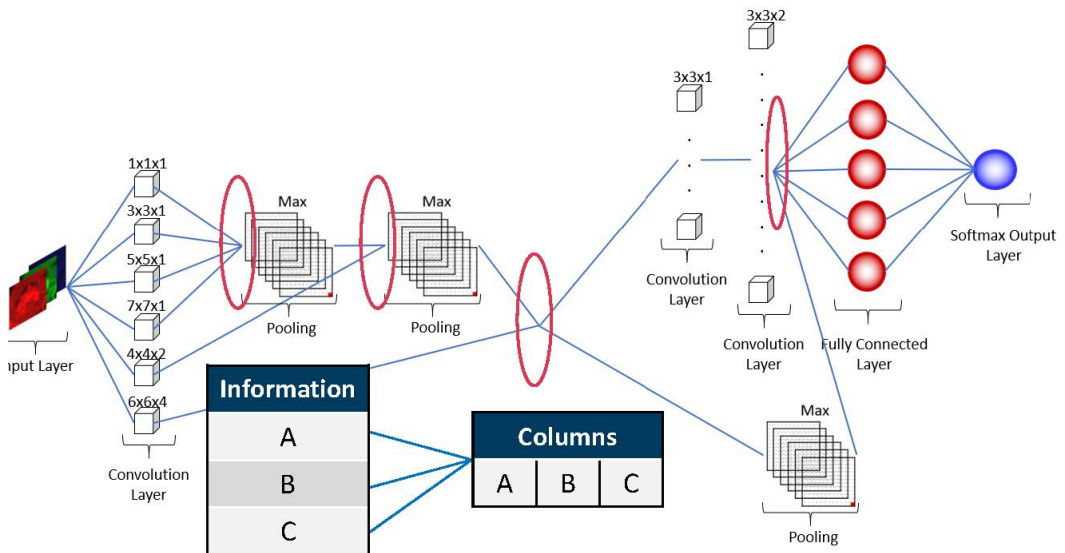 3x3x2
3x3x1
1x1x1
3x3x1
5x5x1
7x7x1
4x4x2
6x6x4
Max
Max
Pooling
Pooling
nput Layer
Convolution
Layer
Convolution
Layer
Convolution
Layer
Fully Connected
Layer
Softmax Output
Layer
Max
Pooling
Information
A
B
C
Columns
A B C